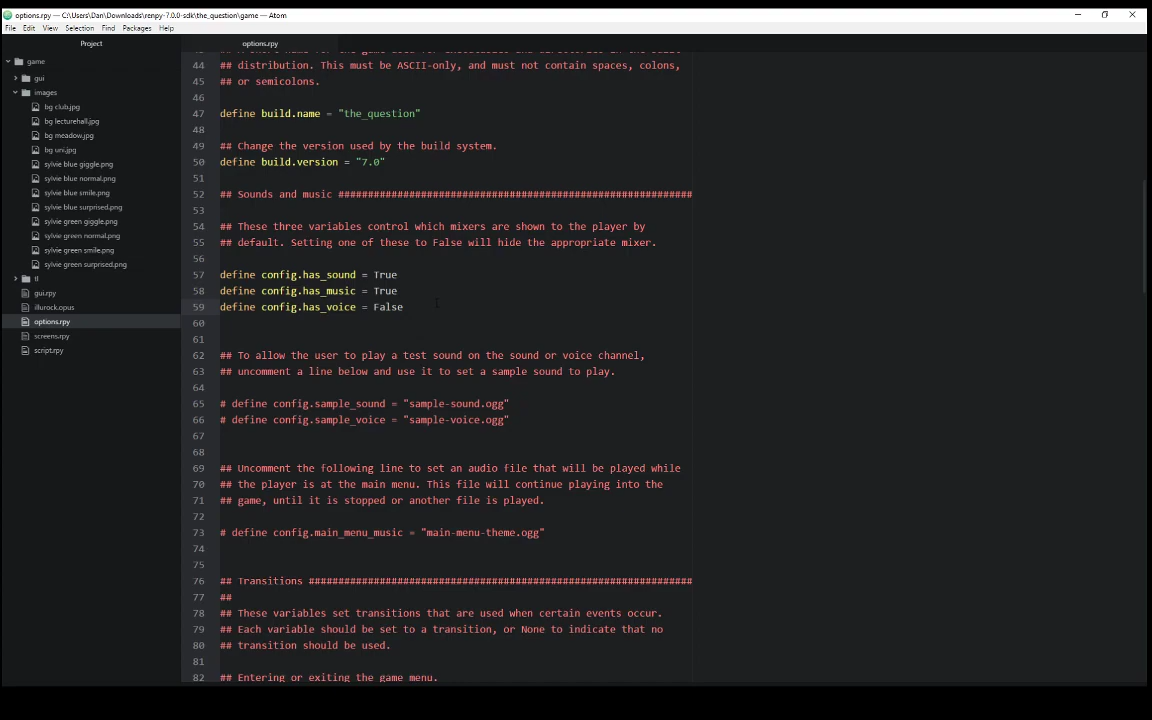 options.rpy — C:\Users\Dan\Downloads\renpy-7.0.0-sdk\the_question\game — Atom
File Edit View Selection Find Packages Help
Project
options.rpy
game
gui
images
bg club.jpg
bg lecturehall.jpg
bg meadow.jpg
bg uni.jpg
sylvie blue giggle.png
sylvie blue normal.png
sylvie blue smile.png
sylvie blue surprised.png
sylvie green giggle.png
sylvie green normal.png
sylvie green smile.png
sylvie green surprised.png
tl
gui.rpy
illurock.opus
options.rpy
screens.rpy
script.rpy
44 ## distribution. This must be ASCII-only, and must not contain spaces, colons,
45 ## or semicolons.
46
47 define build.name = "the_question"
48
49 ## Change the version used by the build system.
50 define build.version = "7.0"
51
52 ## Sounds and music ############################################################
53
54 ## These three variables control which mixers are shown to the player by
55 ## default. Setting one of these to False will hide the appropriate mixer.
56
57 define config.has_sound = True
58 define config.has_music = True
59 define config.has_voice = False
60
61
62 ## To allow the user to play a test sound on the sound or voice channel,
63 ## uncomment a line below and use it to set a sample sound to play.
64
65 # define config.sample_sound = "sample-sound.ogg"
66 # define config.sample_voice = "sample-voice.ogg"
67
68
69 ## Uncomment the following line to set an audio file that will be played while
70 ## the player is at the main menu. This file will continue playing into the
71 ## game, until it is stopped or another file is played.
72
73 # define config.main_menu_music = "main-menu-theme.ogg"
74
75
76 ## Transitions #################################################################
77 ##
78 ## These variables set transitions that are used when certain events occur.
79 ## Each variable should be set to a transition, or None to indicate that no
80 ## transition should be used.
81
82 ## Entering or exiting the game menu.